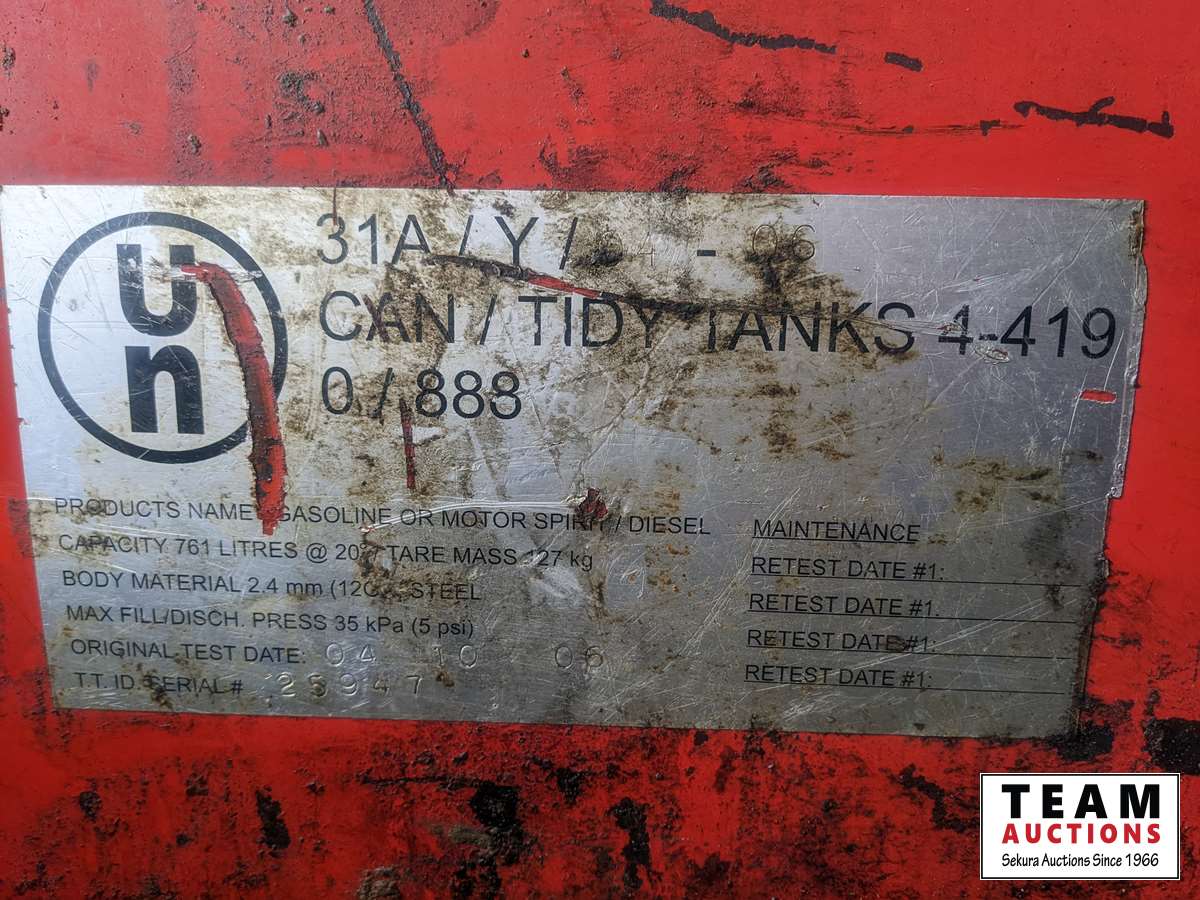 un
31A / Y / - 06
CAN / TIDY TANKS 4-419
0 / 888
PRODUCTS NAME GASOLINE OR MOTOR SPIRIT / DIESEL
CAPACITY 761 LITRES @ 20 TARE MASS 127 kg
BODY MATERIAL 2.4 mm STEEL
MAX FILL/DISCH. PRESS 35 kPa (5 psi)
ORIGINAL TEST DATE: 04 10 06
T.T. ID. SERIAL # 25947
MAINTENANCE
RETEST DATE #1:
RETEST DATE #1:
RETEST DATE #1:
RETEST DATE #1:
TEAM
AUCTIONS
Sekura Auctions Since 1966